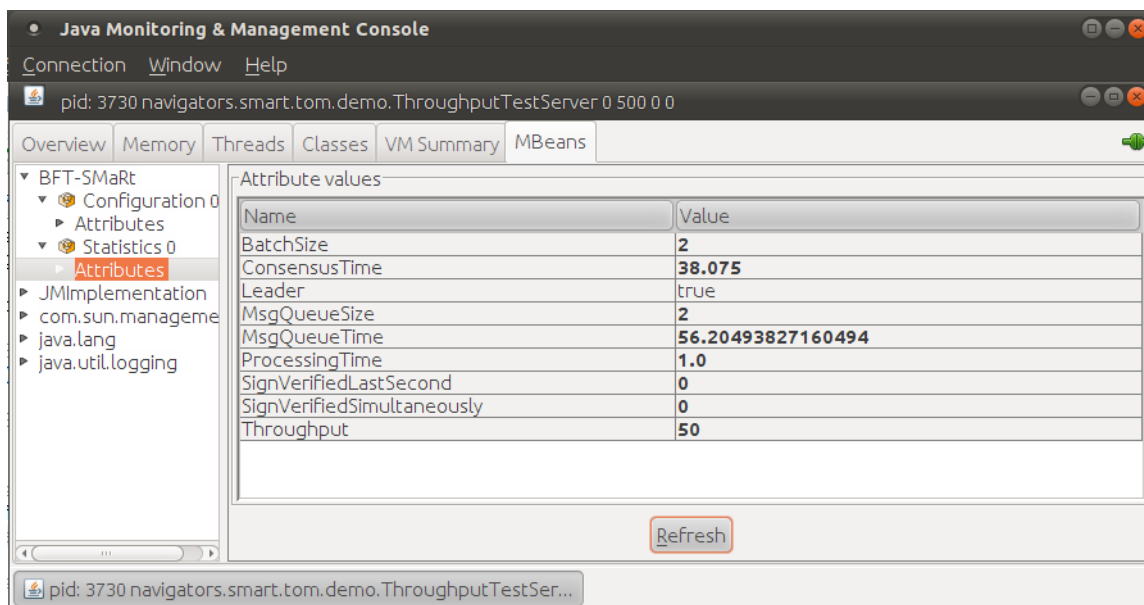 Java Monitoring & Management Console
Connection Window Help
pid: 3730 navigators.smart.tom.demo.ThroughputTestServer 0 500 0 0
Overview Memory Threads Classes VM Summary MBeans
BFT-SMaRt
Configuration 0
Attributes
Statistics 0
Attributes
JMImplementation
com.sun.manageme
java.lang
java.util.logging
Attribute values
Name Value
BatchSize 2
ConsensusTime 38.075
Leader true
MsgQueueSize 2
MsgQueueTime 56.20493827160494
ProcessingTime 1.0
SignVerifiedLastSecond 0
SignVerifiedSimultaneously 0
Throughput 50
Refresh
pid: 3730 navigators.smart.tom.demo.ThroughputTestSer...